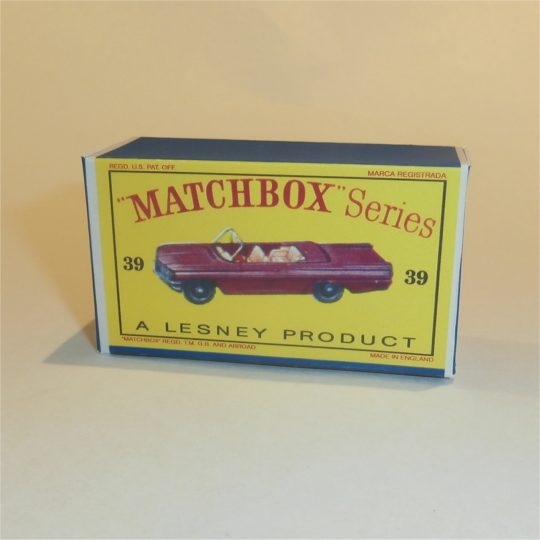 REGD. U.S. PAT. OFF.
MARCA REGISTRADA
"MATCHBOX" Series
39
39
A LESNEY PRODUCT
"MATCHBOX" REGD. T.M. G.B. AND ABROAD
MADE IN ENGLAND